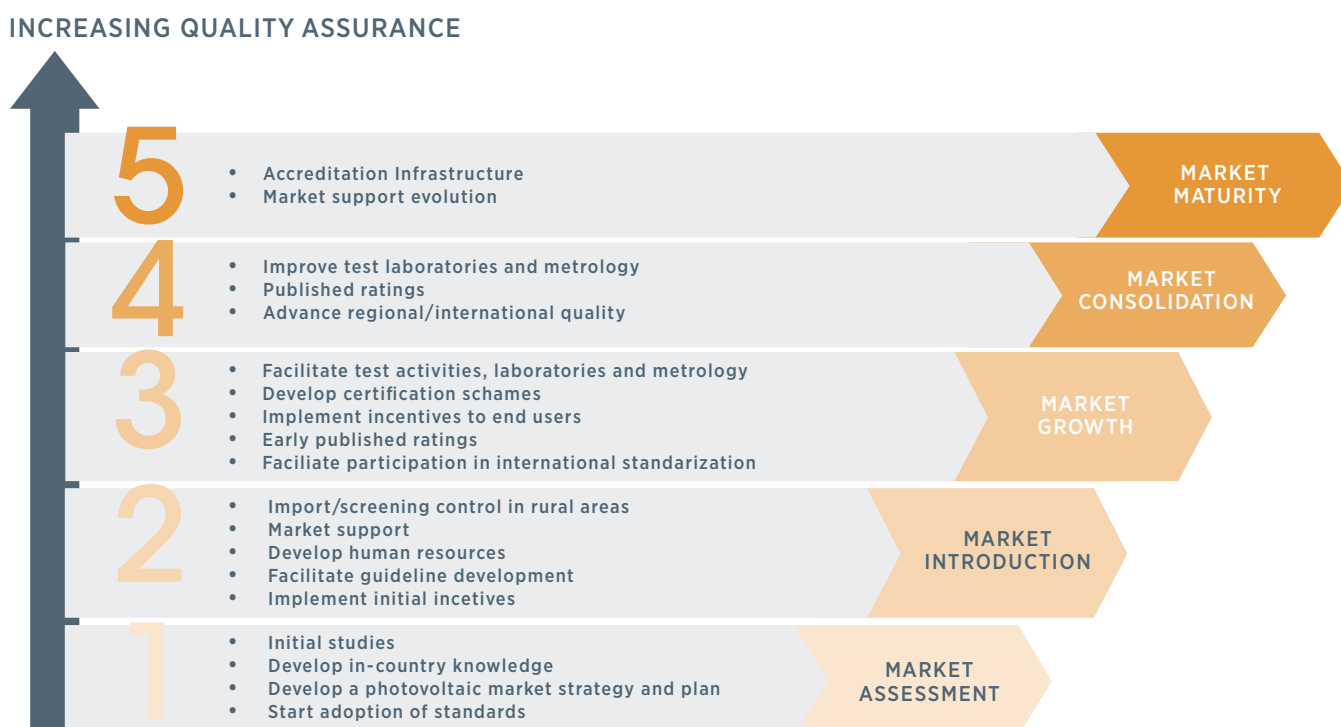 INCREASING QUALITY ASSURANCE
5
• Accreditation Infrastructure
• Market support evolution
MARKET
MATURITY
4
• Improve test laboratories and metrology
• Published ratings
• Advance regional/international quality
MARKET
CONSOLIDATION
3
• Facilitate test activities, laboratories and metrology
• Develop certification schames
• Implement incentives to end users
• Early published ratings
• Faciliate participation in international standarization
MARKET
GROWTH
2
• Import/screening control in rural areas
• Market support
• Develop human resources
• Facilitate guideline development
• Implement initial incetives
MARKET
INTRODUCTION
1
• Initial studies
• Develop in-country knowledge
• Develop a photovoltaic market strategy and plan
• Start adoption of standards
MARKET
ASSESSMENT